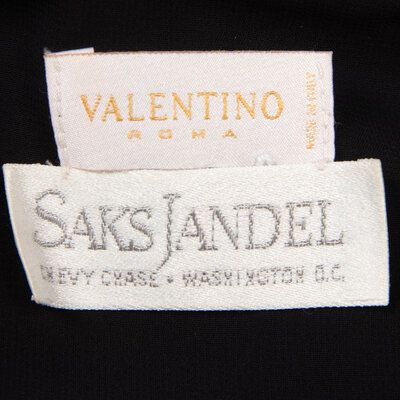 VALENTINO
ROMA
MADE IN ITALY
SAKS JANDEL
CHEVY CHASE • WASHINGTON D.C.